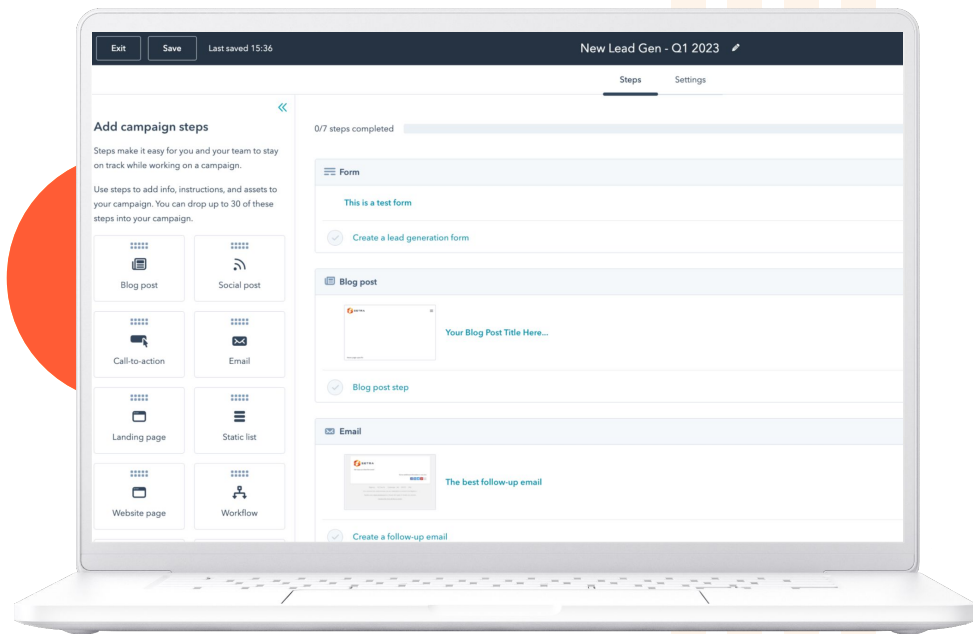 Exit
Save
Last saved 15:36
New Lead Gen - Q1 2023
Steps
Settings
Add campaign steps
Steps make it easy for you and your team to stay
on track while working on a campaign.
Use steps to add info, instructions, and assets to
your campaign. You can drop up to 30 of these
steps into your campaign.
Blog post
Social post
Call-to-action
Email
Landing page
Static list
Website page
Workflow
0/7 steps completed
Form
This is a test form
Create a lead generation form
Blog post
Your Blog Post Title Here...
Blog post step
Email
The best follow-up email
Create a follow-up email